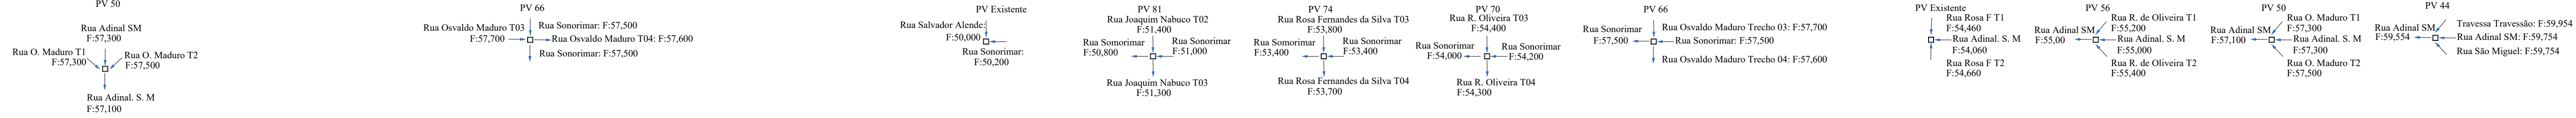 PV 50
Rua Adinal SM
F:57,300
Rua O. Maduro T1
F:57,300
Rua O. Maduro T2
F:57,500
Rua Adinal. S. M
F:57,100
PV 66
Rua Osvaldo Maduro T03
F:57,700
Rua Sonorimar: F:57,500
Rua Osvaldo Maduro T04: F:57,600
Rua Sonorimar: F:57,500
PV Existente
Rua Salvador Alende:
F:50,000
Rua Sonorimar:
F:50,200
PV 81
Rua Joaquim Nabuco T02
F:51,400
Rua Somorimar
F:50,800
Rua Sonorimar
F:51,000
Rua Joaquim Nabuco T03
F:51,300
PV 74
Rua Rosa Fernandes da Silva T03
F:53,800
Rua Somorimar
F:53,400
Rua Sonorimar
F:53,400
Rua Rosa Fernandes da Silva T04
F:53,700
PV 70
Rua R. Oliveira T03
F:54,400
Rua Sonorimar
F:54,000
Rua Sonorimar
F:54,200
Rua R. Oliveira T04
F:54,300
PV 66
Rua Sonorimar
F:57,500
Rua Osvaldo Maduro Trecho 03: F:57,700
Rua Sonorimar: F:57,500
Rua Osvaldo Maduro Trecho 04: F:57,600
PV Existente
Rua Rosa F T1
F:54,460
Rua Adinal. S. M
F:54,060
Rua Rosa F T2
F:54,660
PV 56
Rua Adinal SM
F:55,00
Rua R. de Oliveira T1
F:55,200
Rua Adinal. S. M
F:55,000
Rua R. de Oliveira T2
F:55,400
PV 50
Rua Adinal SM
F:57,100
Rua O. Maduro T1
F:57,300
Rua Adinal. S. M
F:57,300
Rua O. Maduro T2
F:57,500
PV 44
Rua Adinal SM
F:59,554
Travessa Travessão: F:59,954
Rua Adinal SM: F:59,754
Rua São Miguel: F:59,754